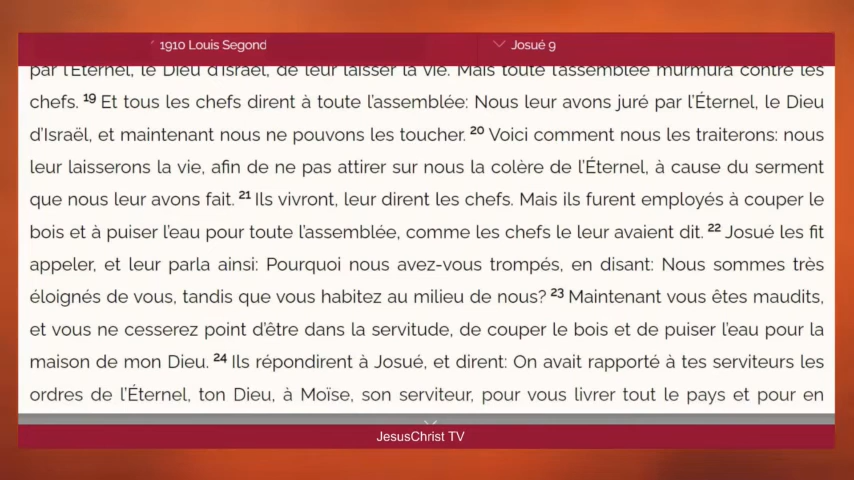 1910 Louis Segond
Josué 9
par l'Éternel, le Dieu d'Israël, de leur laisser la vie. Mais toute l'assemblée murmura contre les
chefs. 19 Et tous les chefs dirent à toute l'assemblée: Nous leur avons juré par l'Éternel, le Dieu
d'Israël, et maintenant nous ne pouvons les toucher. 20 Voici comment nous les traiterons: nous
leur laisserons la vie, afin de ne pas attirer sur nous la colère de l'Éternel, à cause du serment
que nous leur avons fait. 21 Ils vivront, leur dirent les chefs. Mais ils furent employés à couper le
bois et à puiser l'eau pour toute l'assemblée, comme les chefs le leur avaient dit. 22 Josué les fit
appeler, et leur parla ainsi: Pourquoi nous avez-vous trompés, en disant: Nous sommes très
éloignés de vous, tandis que vous habitez au milieu de nous? 23 Maintenant vous êtes maudits,
et vous ne cesserez point d'être dans la servitude, de couper le bois et de puiser l'eau pour la
maison de mon Dieu. 24 Ils répondirent à Josué, et dirent: On avait rapporté à tes serviteurs les
ordres de l'Éternel, ton Dieu, à Moïse, son serviteur, pour vous livrer tout le pays et pour en
JesusChrist TV